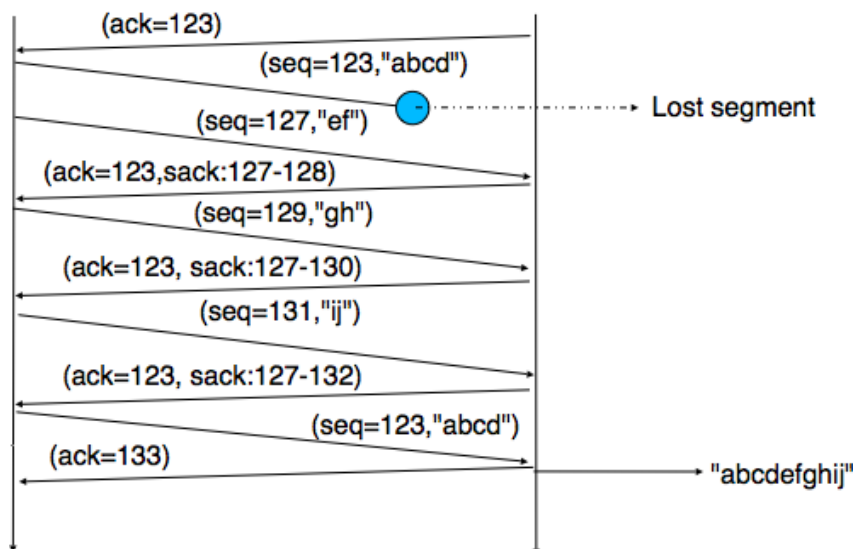 (ack=123)
(seq=123,"abcd")
Lost segment
(seq=127,"ef")
(ack=123,sack:127-128)
(seq=129,"gh")
(ack=123, sack:127-130)
(seq=131,"ij")
(ack=123, sack:127-132)
(seq=123,"abcd")
(ack=133)
"abcdefghij"